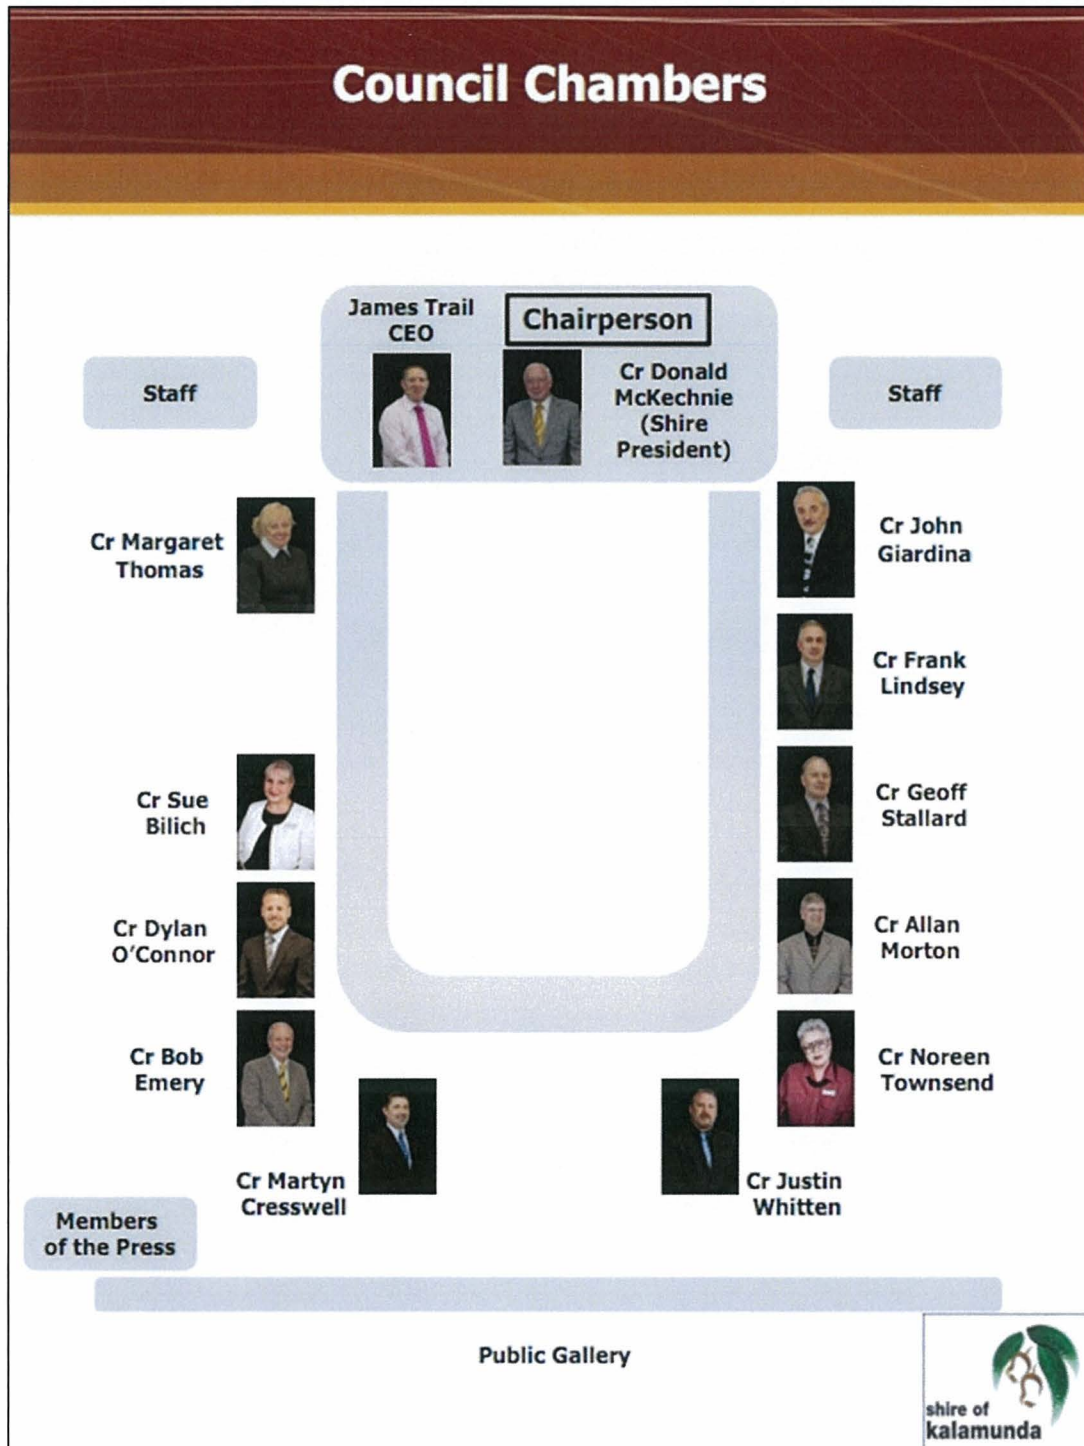 Council Chambers
James Trail
CEO
Chairperson
Cr Donald
McKechnie
(Shire
President)
Staff
Staff
Cr Margaret
Thomas
Cr John
Giardina
Cr Frank
Lindsey
Cr Sue
Bilich
Cr Geoff
Stallard
Cr Dylan
O'Connor
Cr Allan
Morton
Cr Bob
Emery
Cr Noreen
Townsend
Cr Martyn
Cresswell
Cr Justin
Whitten
Members
of the Press
Public Gallery
shire of
kalamunda